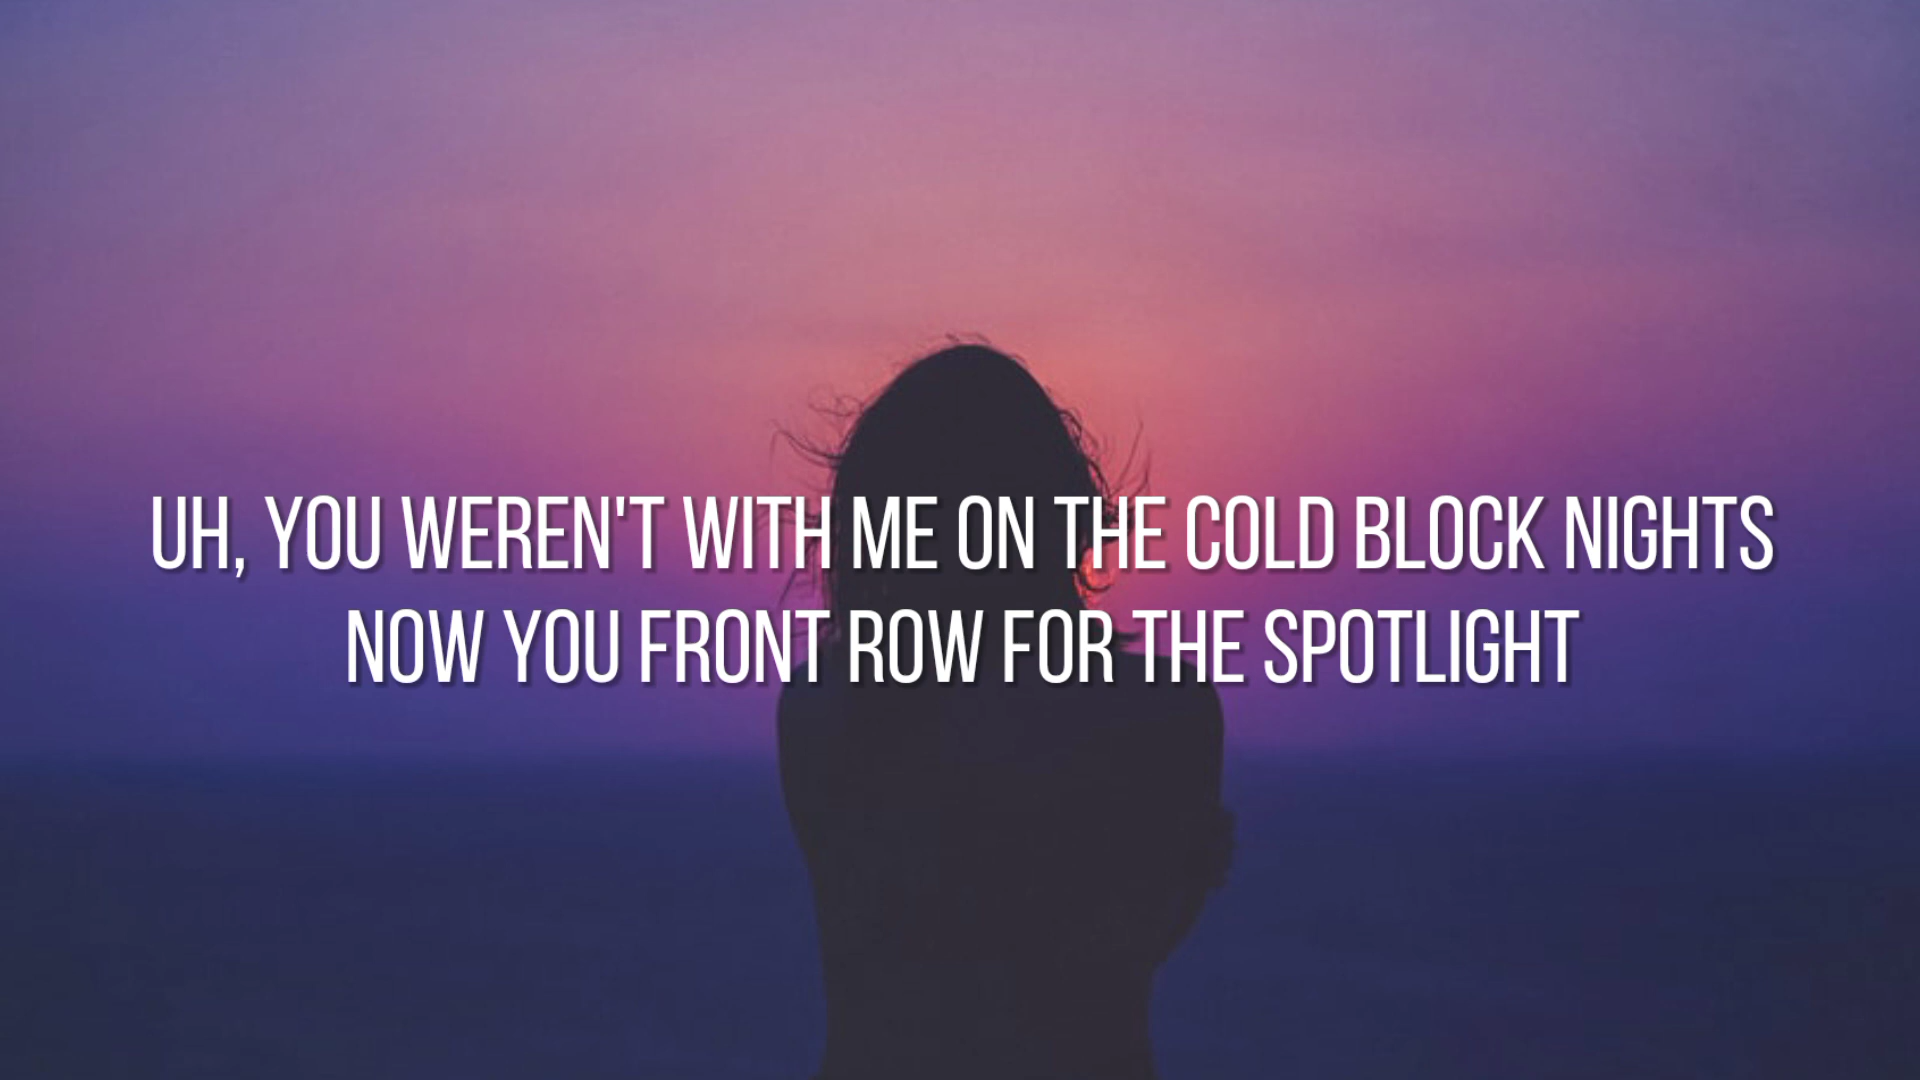 UH, YOU WEREN'T WITH ME ON THE COLD BLOCK NIGHTS
NOW YOU FRONT ROW FOR THE SPOTLIGHT